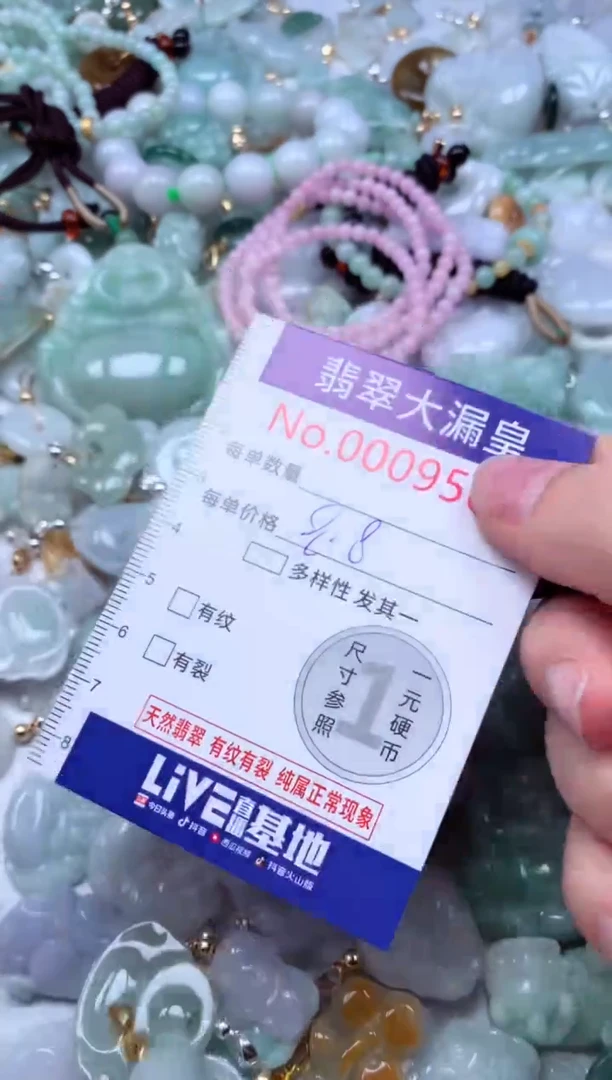 翡翠大漏皇
No.00095
每单数量
每单价格 9.8
多样性发其一
有纹
有裂
尺寸参照
1
一元硬币
4
5
6
7
8
天然翡翠 有纹有裂 纯属正常现象
LiVE直播基地
今日头条 抖音 西瓜视频 抖音火山版